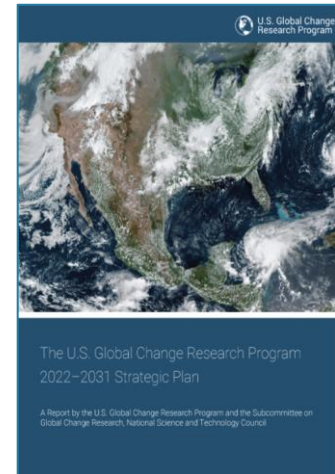 U.S. Global Change
Research Program
The U.S. Global Change Research Program
2022–2031 Strategic Plan
A Report by the U.S. Global Change Research Program and the Subcommittee on
Global Change Research, National Science and Technology Council